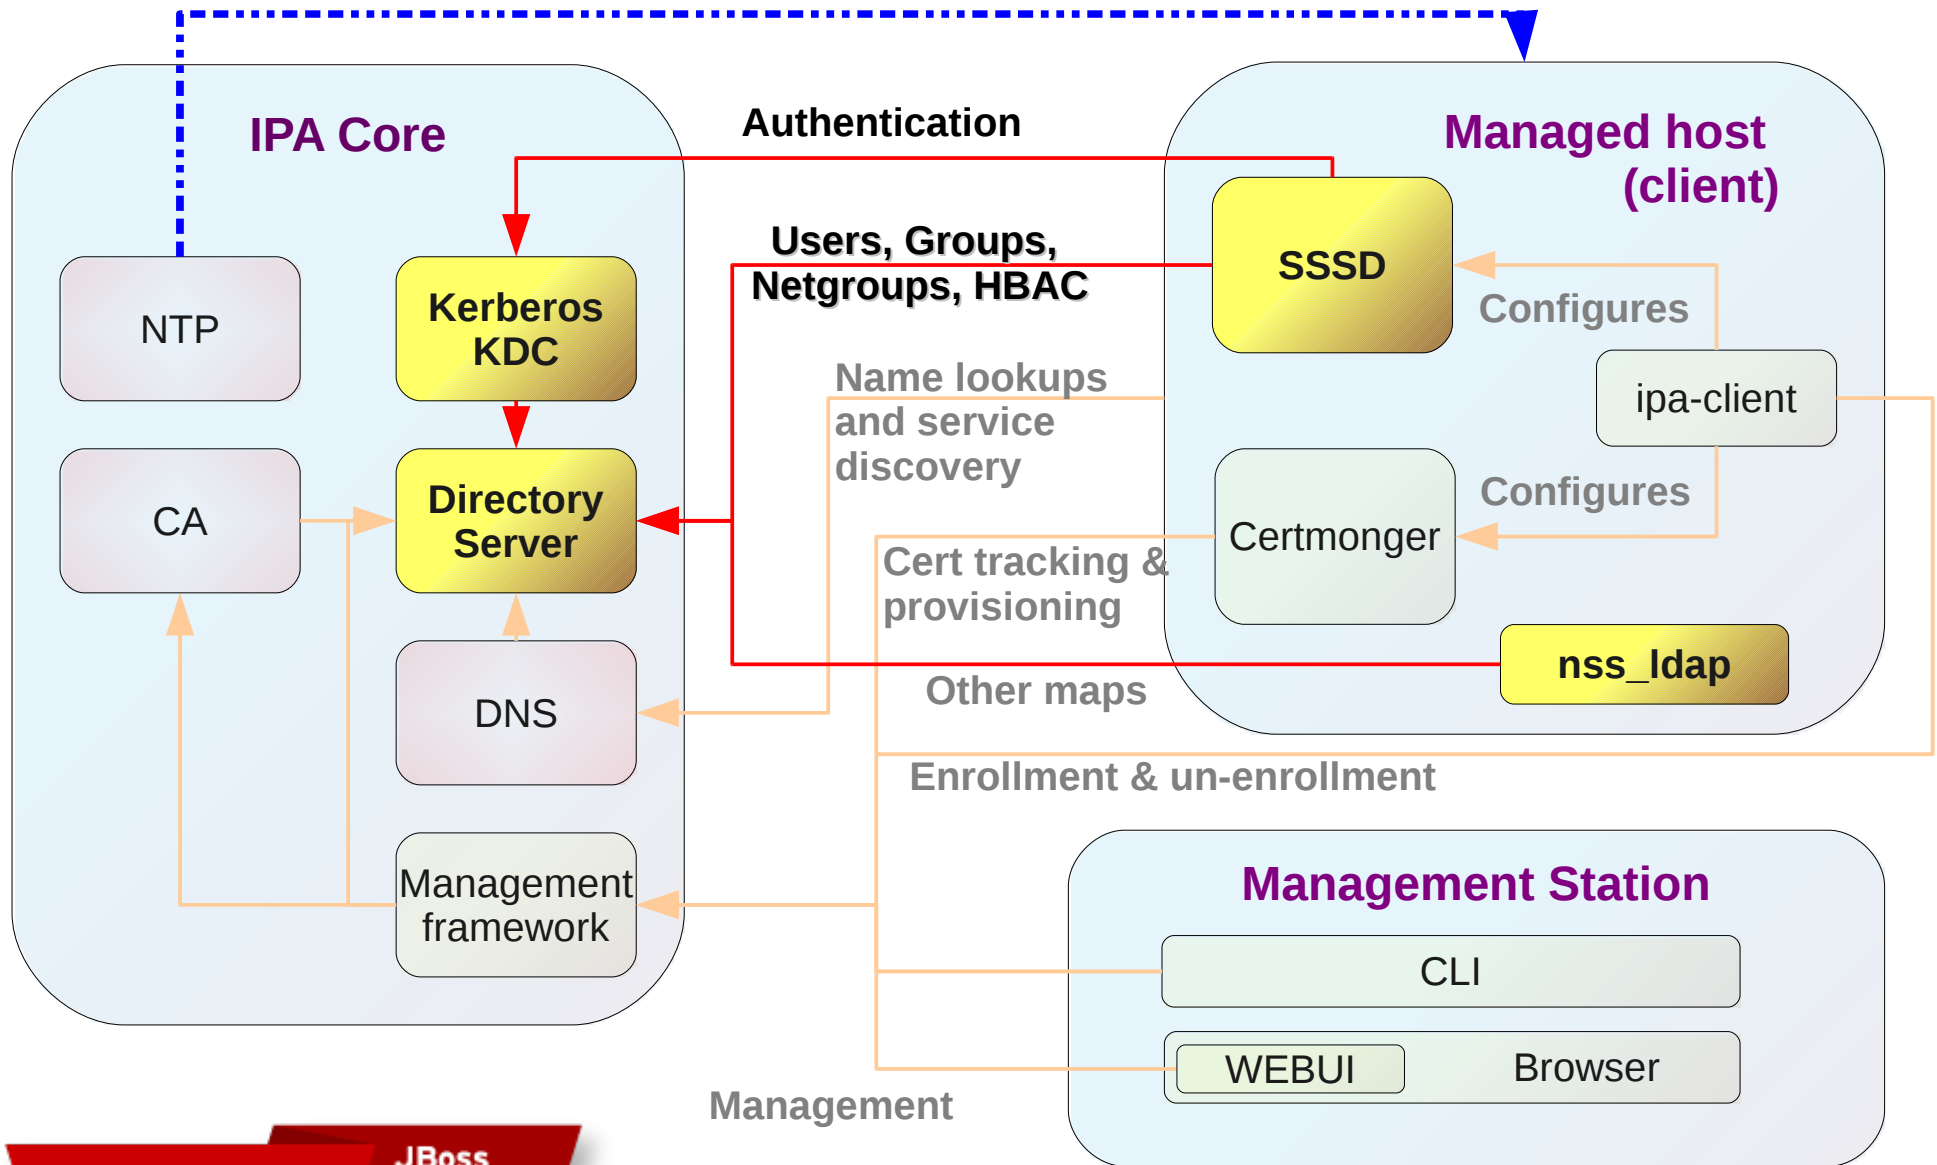 IPA Core
Authentication
Managed host
(client)
Users, Groups,
Netgroups, HBAC
SSSD
Configures
NTP
Kerberos
KDC
Name lookups
and service
discovery
ipa-client
CA
Directory
Server
Configures
Certmonger
Cert tracking &
provisioning
nss_ldap
Other maps
DNS
Enrollment & un-enrollment
Management
framework
Management Station
CLI
WEBUI
Browser
Management
JBoss